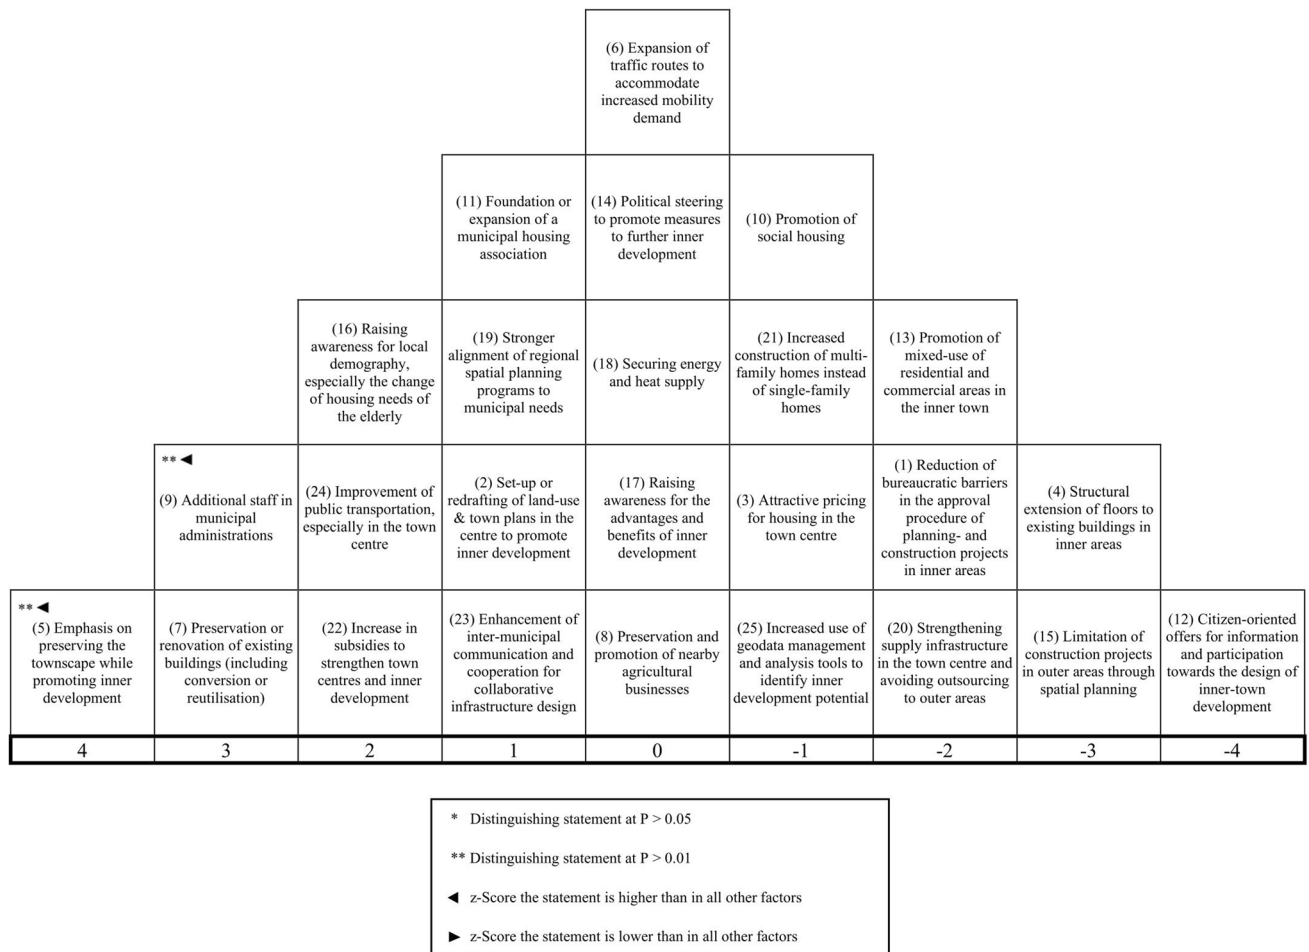 (6) Expansion of
traffic routes to
accommodate
increased mobility
demand
(11) Foundation or
expansion of a
municipal housing
association
(14) Political steering
to promote measures
to further inner
development
(10) Promotion of
social housing
(16) Raising
awareness for local
demography,
especially the change
of housing needs of
the elderly
(19) Stronger
alignment of regional
spatial planning
programs to
municipal needs
(18) Securing energy
and heat supply
(21) Increased
construction of multi-
family homes instead
of single-family
homes
(13) Promotion of
mixed-use of
residential and
commercial areas in
the inner town
** ◄
(9) Additional staff in
municipal
administrations
(24) Improvement of
public transportation,
especially in the town
centre
(2) Set-up or
redrafting of land-use
& town plans in the
centre to promote
inner development
(17) Raising
awareness for the
advantages and
benefits of inner
development
(3) Attractive pricing
for housing in the
town centre
(1) Reduction of
bureaucratic barriers
in the approval
procedure of
planning- and
construction projects
in inner areas
(4) Structural
extension of floors to
existing buildings in
inner areas
** ◄
(5) Emphasis on
preserving the
townscape while
promoting inner
development
(7) Preservation or
renovation of existing
buildings (including
conversion or
reutilisation)
(22) Increase in
subsidies to
strengthen town
centres and inner
development
(23) Enhancement of
inter-municipal
communication and
cooperation for
collaborative
infrastructure design
(8) Preservation and
promotion of nearby
agricultural
businesses
(25) Increased use of
geodata management
and analysis tools to
identify inner
development potential
(20) Strengthening
supply infrastructure
in the town centre and
avoiding outsourcing
to outer areas
(15) Limitation of
construction projects
in outer areas through
spatial planning
(12) Citizen-oriented
offers for information
and participation
towards the design of
inner-town
development
4 3 2 1 0 -1 -2 -3 -4
* Distinguishing statement at P > 0.05
** Distinguishing statement at P > 0.01
◄ z-Score the statement is higher than in all other factors
► z-Score the statement is lower than in all other factors